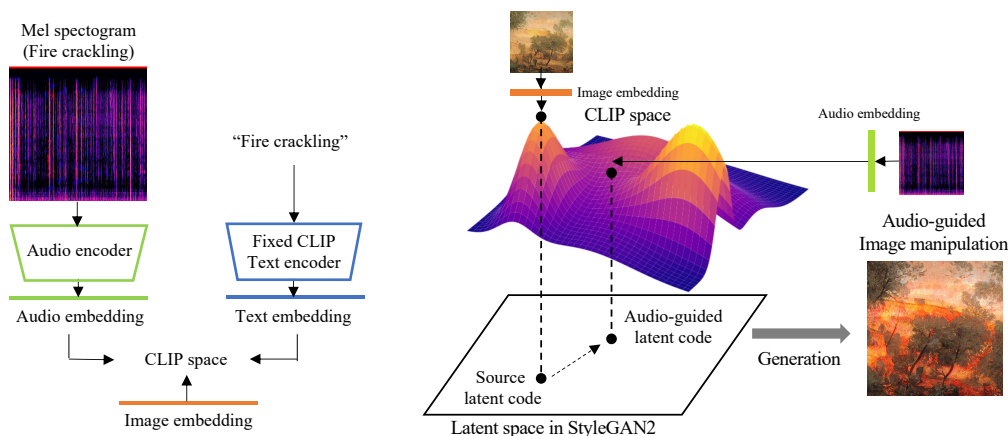 Mel spectogram
(Fire crackling)
“Fire crackling”
Audio encoder
Fixed CLIP
Text encoder
Audio embedding
Text embedding
CLIP space
Image embedding
Image embedding
CLIP space
Audio embedding
Audio-guided
Image manipulation
Audio-guided
latent code
Source
latent code
Generation
Latent space in StyleGAN2